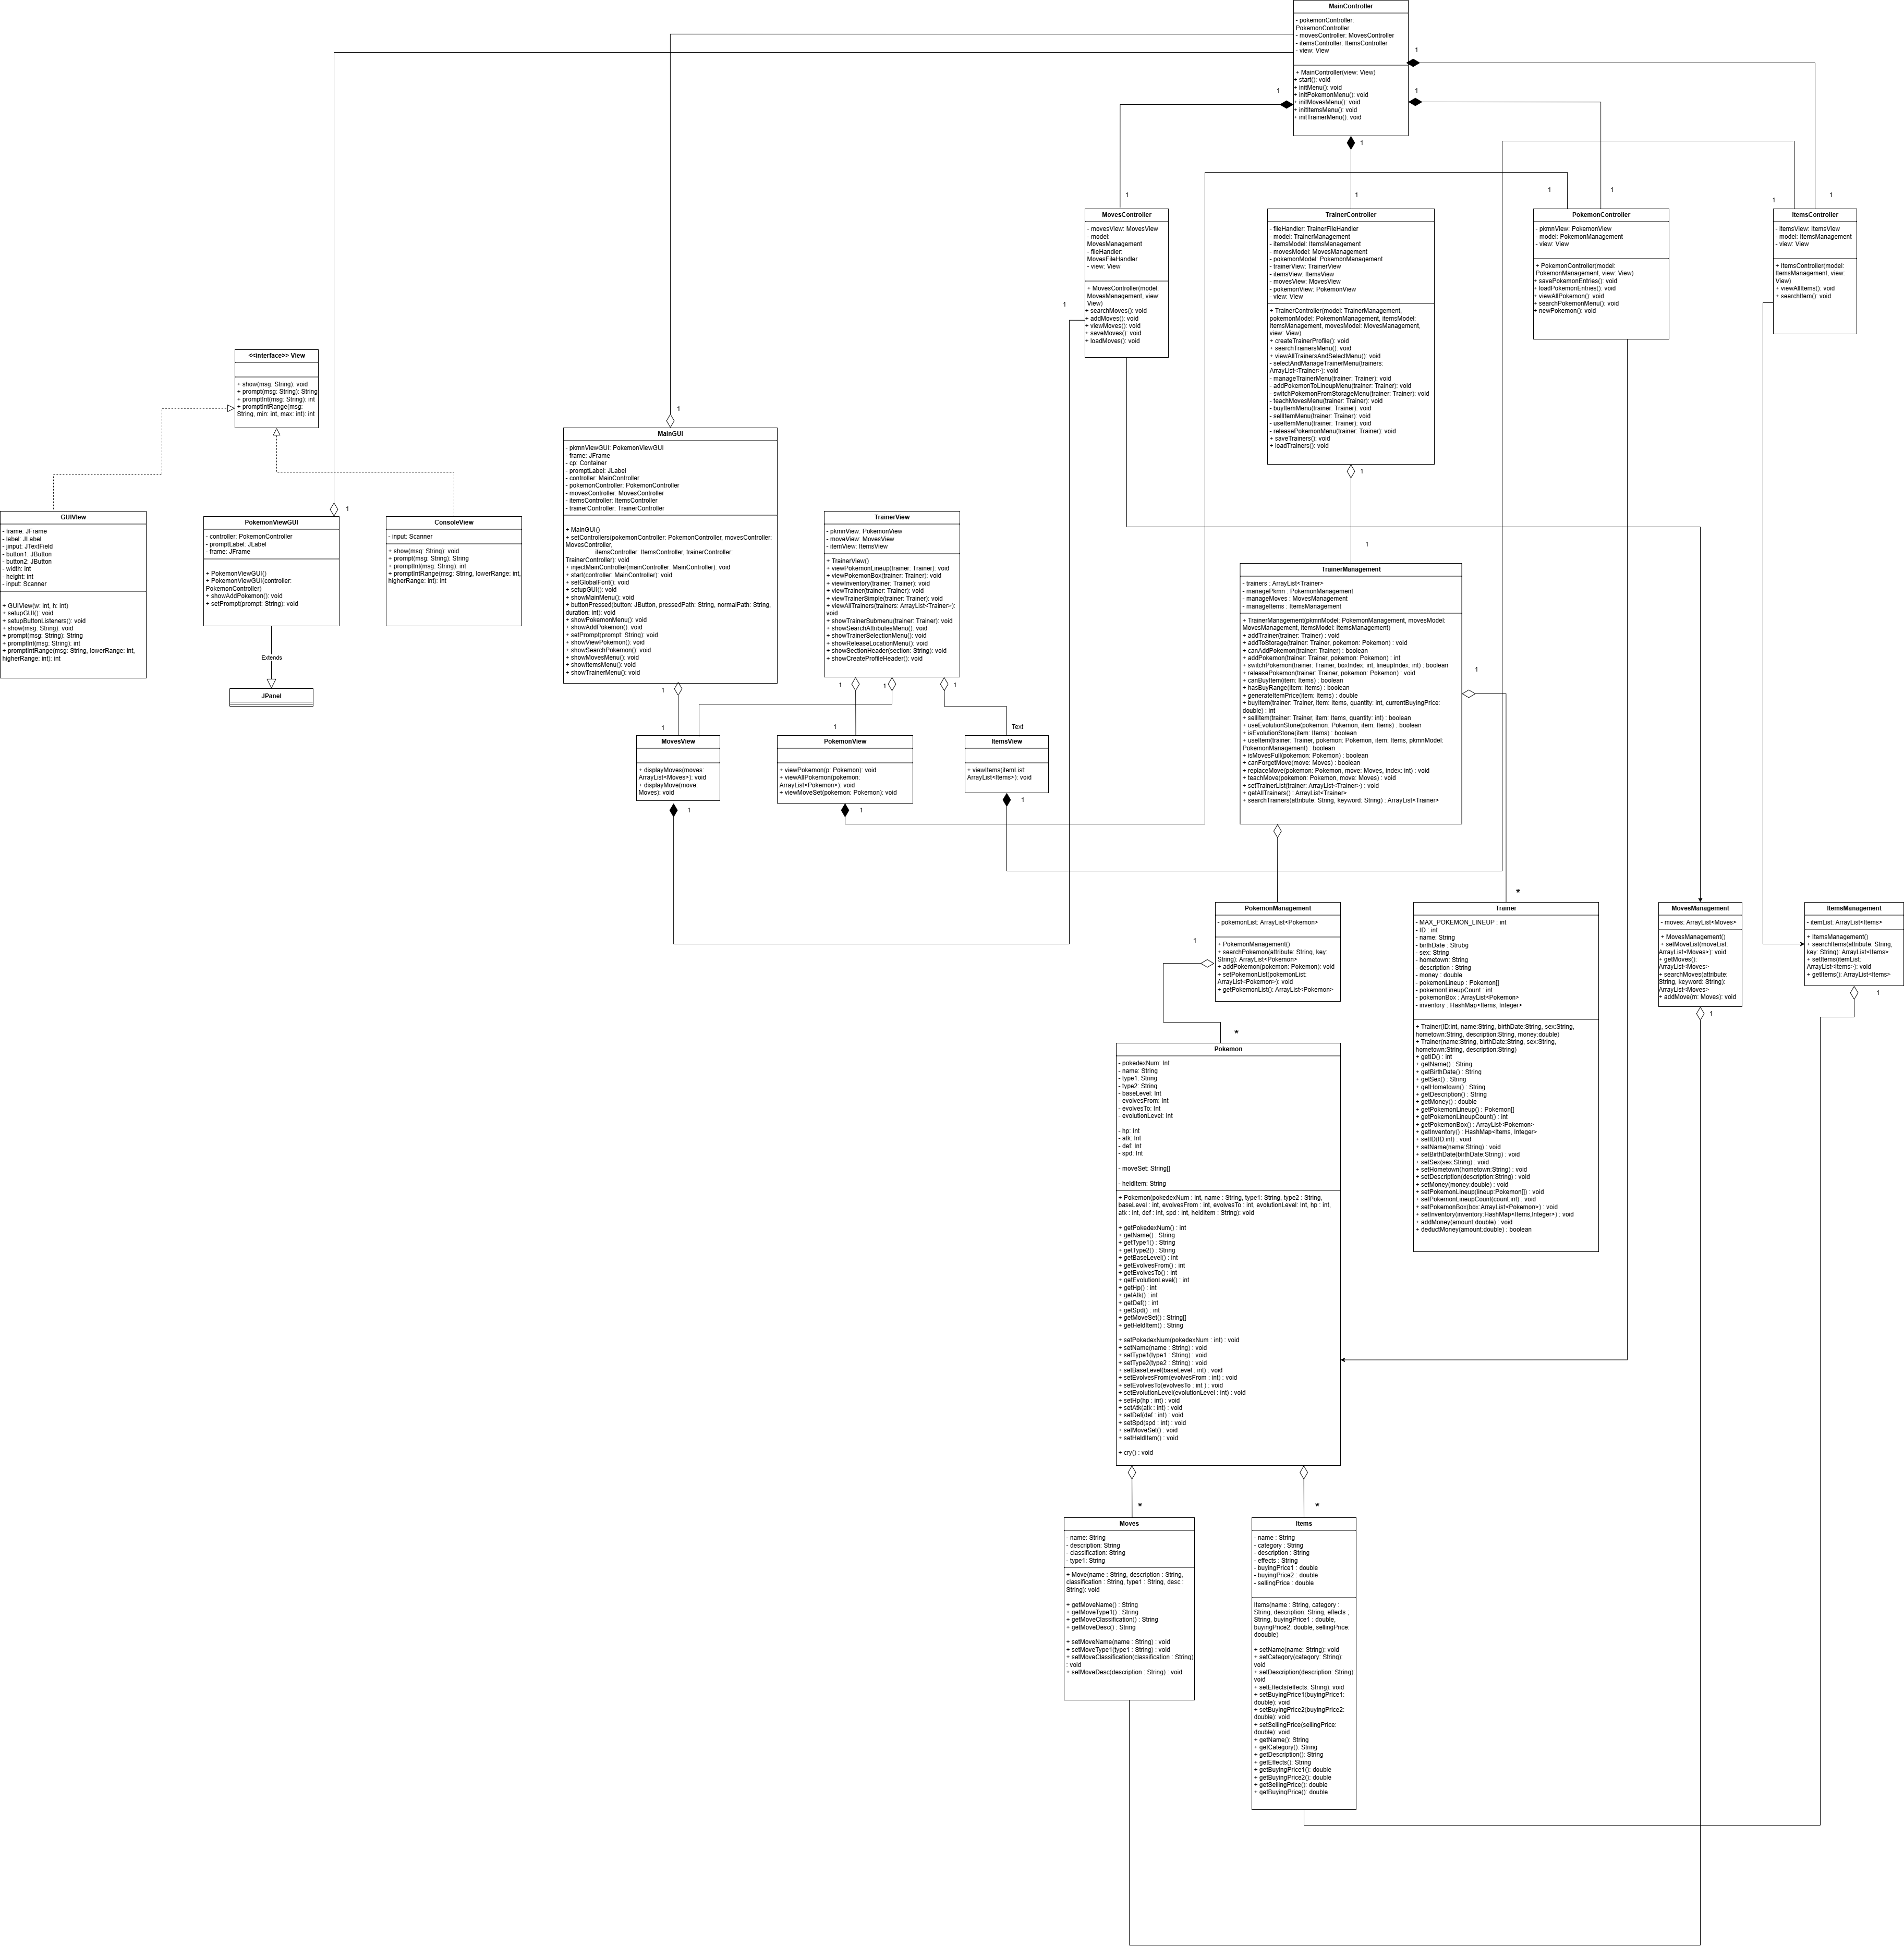 MainController
- pokemonController:
PokemonController
- movesController: MovesController
- itemsController: ItemsController
- view: View
+ MainController(view: View)
+ start(): void
+ initMenu(): void
+ initPokemonMenu(): void
+ initMovesMenu(): void
+ initItemsMenu(): void
+ initTrainerMenu(): void
1
1
1
1
1
1
1
1
1
1
MovesController
- movesView: MovesView
- model:
MovesManagement
- fileHandler:
MovesFileHandler
- view: View
+ MovesController(model:
MovesManagement, view:
View)
+ searchMoves(): void
+ addMoves(): void
+ viewMoves(): void
+ saveMoves(): void
+ loadMoves(): void
1
TrainerController
- fileHandler: TrainerFileHandler
- model: TrainerManagement
- itemsModel: ItemsManagement
- movesModel: MovesManagement
- pokemonModel: PokemonManagement
- trainerView: TrainerView
- itemsView: ItemsView
- movesView: MovesView
- pokemonView: PokemonView
- view: View
+ TrainerController(model: TrainerManagement,
pokemonModel: PokemonManagement, itemsModel:
ItemsManagement, movesModel: MovesManagement,
view: View)
+ createTrainerProfile(): void
+ searchTrainersMenu(): void
+ viewAllTrainersAndSelectMenu(): void
- selectAndManageTrainerMenu(trainers:
ArrayList<Trainer>): void
- manageTrainerMenu(trainer: Trainer): void
- addPokemonToLineupMenu(trainer: Trainer): void
- switchPokemonFromStorageMenu(trainer: Trainer): void
- teachMovesMenu(trainer: Trainer): void
- buyItemMenu(trainer: Trainer): void
- sellItemMenu(trainer: Trainer): void
- useItemMenu(trainer: Trainer): void
- releasePokemonMenu(trainer: Trainer): void
+ saveTrainers(): void
+ loadTrainers(): void
1
PokemonController
- pkmnView: PokemonView
- model: PokemonManagement
- view: View
+ PokemonController(model:
PokemonManagement, view: View)
+ savePokemonEntries(): void
+ loadPokemonEntries(): void
+ viewAllPokemon(): void
+ searchPokemonMenu(): void
+ newPokemon(): void
ItemsController
- itemsView: ItemsView
- model: ItemsManagement
- view: View
+ ItemsController(model:
ItemsManagement, view:
View)
+ viewAllItems(): void
+ searchItem(): void
<<interface>> View
+ show(msg: String): void
+ prompt(msg: String): String
+ promptInt(msg: String): int
+ promptIntRange(msg:
String, min: int, max: int): int
GUIView
- frame: JFrame
- label: JLabel
- jinput: JTextField
- button1: JButton
- button2: JButton
- width: int
- height: int
- input: Scanner
+ GUIView(w: int, h: int)
+ setupGUI(): void
+ setupButtonListeners(): void
+ show(msg: String): void
+ prompt(msg: String): String
+ promptInt(msg: String): int
+ promptIntRange(msg: String, lowerRange: int,
higherRange: int): int
1
PokemonViewGUI
- controller: PokemonController
- promptLabel: JLabel
- frame: JFrame
+ PokemonViewGUI()
+ PokemonViewGUI(controller:
PokemonController)
+ showAddPokemon(): void
+ setPrompt(prompt: String): void
Extends
JPanel
ConsoleView
- input: Scanner
+ show(msg: String): void
+ prompt(msg: String): String
+ promptInt(msg: String): int
+ promptIntRange(msg: String, lowerRange: int,
higherRange: int): int
1
MainGUI
- pkmnViewGUI: PokemonViewGUI
- frame: JFrame
- cp: Container
- promptLabel: JLabel
- controller: MainController
- pokemonController: PokemonController
- movesController: MovesController
- itemsController: ItemsController
- trainerController: TrainerController
+ MainGUI()
+ setControllers(pokemonController: PokemonController, movesController:
MovesController,
itemsController: ItemsController, trainerController:
TrainerController): void
+ injectMainController(mainController: MainController): void
+ start(controller: MainController): void
+ setGlobalFont(): void
+ setupGUI(): void
+ showMainMenu(): void
+ buttonPressed(button: JButton, pressedPath: String, normalPath: String,
duration: int): void
+ showPokemonMenu(): void
+ showAddPokemon(): void
+ setPrompt(prompt: String): void
+ showViewPokemon(): void
+ showSearchPokemon(): void
+ showMovesMenu(): void
+ showItemsMenu(): void
+ showTrainerMenu(): void
1
1
TrainerView
- pkmnView: PokemonView
- moveView: MovesView
- itemView: ItemsView
+ TrainerView()
+ viewPokemonLineup(trainer: Trainer): void
+ viewPokemonBox(trainer: Trainer): void
+ viewInventory(trainer: Trainer): void
+ viewTrainer(trainer: Trainer): void
+ viewTrainerSimple(trainer: Trainer): void
+ viewAllTrainers(trainers: ArrayList<Trainer>):
void
+ showTrainerSubmenu(trainer: Trainer): void
+ showSearchAttributesMenu(): void
+ showTrainerSelectionMenu(): void
+ showReleaseLocationMenu(): void
+ showSectionHeader(section: String): void
+ showCreateProfileHeader(): void
1
1
1
1
Text
MovesView
+ displayMoves(moves:
ArrayList<Moves>): void
+ displayMove(move:
Moves): void
1
PokemonView
+ viewPokemon(p: Pokemon): void
+ viewAllPokemon(pokemon:
ArrayList<Pokemon>): void
+ viewMoveSet(pokemon: Pokemon): void
1
ItemsView
+ viewItems(itemList:
ArrayList<Items>): void
1
1
TrainerManagement
- trainers : ArrayList<Trainer>
- managePkmn : PokemonManagement
- manageMoves : MovesManagement
- manageItems : ItemsManagement
+ TrainerManagement(pkmnModel: PokemonManagement, movesModel:
MovesManagement, itemsModel: ItemsManagement)
+ addTrainer(trainer: Trainer) : void
+ addToStorage(trainer: Trainer, pokemon: Pokemon) : void
+ canAddPokemon(trainer: Trainer) : boolean
+ addPokemon(trainer: Trainer, pokemon: Pokemon) : int
+ switchPokemon(trainer: Trainer, boxIndex: int, lineupIndex: int) : boolean
+ releasePokemon(trainer: Trainer, pokemon: Pokemon) : void
+ canBuyItem(item: Items) : boolean
+ hasBuyRange(item: Items) : boolean
+ generateItemPrice(item: Items) : double
+ buyItem(trainer: Trainer, item: Items, quantity: int, currentBuyingPrice:
double) : int
+ sellItem(trainer: Trainer, item: Items, quantity: int) : boolean
+ useEvolutionStone(pokemon: Pokemon, item: Items) : boolean
+ isEvolutionStone(item: Items) : boolean
+ useItem(trainer: Trainer, pokemon: Pokemon, item: Items, pkmnModel:
PokemonManagement) : boolean
+ isMovesFull(pokemon: Pokemon) : boolean
+ canForgetMove(move: Moves) : boolean
+ replaceMove(pokemon: Pokemon, move: Moves, index: int) : void
+ teachMove(pokemon: Pokemon, move: Moves) : void
+ setTrainerList(trainer: ArrayList<Trainer>) : void
+ getAllTrainers() : ArrayList<Trainer>
+ searchTrainers(attribute: String, keyword: String) : ArrayList<Trainer>
1
*
PokemonManagement
- pokemonList: ArrayList<Pokemon>
+ PokemonManagement()
+ searchPokemon(attribute: String, key:
String): ArrayList<Pokemon>
+ addPokemon(pokemon: Pokemon): void
+ setPokemonList(pokemonList:
ArrayList<Pokemon>): void
+ getPokemonList(): ArrayList<Pokemon>
1
*
Trainer
- MAX_POKEMON_LINEUP : int
- ID : int
- name: String
- birthDate : Strubg
- sex: String
- hometown: String
- description : String
- money : double
- pokemonLineup : Pokemon[]
- pokemonLineupCount : int
- pokemonBox : ArrayList<Pokemon>
- inventory : HashMap<Items, Integer>
+ Trainer(ID:int, name:String, birthDate:String, sex:String,
hometown:String, description:String, money:double)
+ Trainer(name:String, birthDate:String, sex:String,
hometown:String, description:String)
+ getID() : int
+ getName() : String
+ getBirthDate() : String
+ getSex() : String
+ getHometown() : String
+ getDescription() : String
+ getMoney() : double
+ getPokemonLineup() : Pokemon[]
+ getPokemonLineupCount() : int
+ getPokemonBox() : ArrayList<Pokemon>
+ getInventory() : HashMap<Items, Integer>
+ setID(ID:int) : void
+ setName(name:String) : void
+ setBirthDate(birthDate:String) : void
+ setSex(sex:String) : void
+ setHometown(hometown:String) : void
+ setDescription(description:String) : void
+ setMoney(money:double) : void
+ setPokemonLineup(lineup:Pokemon[]) : void
+ setPokemonLineupCount(count:int) : void
+ setPokemonBox(box:ArrayList<Pokemon>) : void
+ setInventory(inventory:HashMap<Items,Integer>) : void
+ addMoney(amount:double) : void
+ deductMoney(amount:double) : boolean
MovesManagement
- moves: ArrayList<Moves>
+ MovesManagement()
+ setMoveList(moveList:
ArrayList<Moves>): void
+ getMoves():
ArrayList<Moves>
+ searchMoves(attribute:
String, keyword: String):
ArrayList<Moves>
+ addMove(m: Moves): void
1
ItemsManagement
- itemList: ArrayList<Items>
+ ItemsManagement()
+ searchItems(attribute: String,
key: String): ArrayList<Items>
+ setItems(itemList:
ArrayList<Items>): void
+ getItems(): ArrayList<Items>
1
Pokemon
- pokedexNum: Int
- name: String
- type1: String
- type2: String
- baseLevel: Int
- evolvesFrom: Int
- evolvesTo: Int
- evolutionLevel: Int
- hp: Int
- atk: Int
- def: Int
- spd: Int
- moveSet: String[]
- heldItem: String
+ Pokemon(pokedexNum : int, name : String, type1: String, type2 : String,
baseLevel : int, evolvesFrom : int, evolvesTo : int, evolutionLevel: Int, hp : int,
atk : int, def : int, spd : int, heldItem : String): void
+ getPokedexNum() : int
+ getName() : String
+ getType1() : String
+ getType2() : String
+ getBaseLevel() : int
+ getEvolvesFrom() : int
+ getEvolvesTo() : int
+ getEvolutionLevel() : int
+ getHp() : int
+ getAtk() : int
+ getDef() : int
+ getSpd() : int
+ getMoveSet() : String[]
+ getHeldItem() : String
+ setPokedexNum(pokedexNum : int) : void
+ setName(name : String) : void
+ setType1(type1 : String) : void
+ setType2(type2 : String) : void
+ setBaseLevel(baseLevel : int) : void
+ setEvolvesFrom(evolvesFrom : int) : void
+ setEvolvesTo(evolvesTo : int ) : void
+ setEvolutionLevel(evolutionLevel : int) : void
+ setHp(hp : int) : void
+ setAtk(atk : int) : void
+ setDef(def : int) : void
+ setSpd(spd : int) : void
+ setMoveSet() : void
+ setHeldItem() : void
+ cry() : void
*
*
Moves
- name: String
- description: String
- classification: String
- type1: String
+ Move(name : String, description : String,
classification : String, type1 : String, desc :
String): void
+ getMoveName() : String
+ getMoveType1() : String
+ getMoveClassification() : String
+ getMoveDesc() : String
+ setMoveName(name : String) : void
+ setMoveType1(type1 : String) : void
+ setMoveClassification(classification : String)
: void
+ setMoveDesc(description : String) : void
Items
- name : String
- category : String
- description : String
- effects : String
- buyingPrice1 : double
- buyingPrice2 : double
- sellingPrice : double
Items(name : String, category :
String, description: String, effects ;
String, buyingPrice1 : double,
buyingPrice2: double, sellingPrice:
doouble)
+ setName(name: String): void
+ setCategory(category: String):
void
+ setDescription(description: String):
void
+ setEffects(effects: String): void
+ setBuyingPrice1(buyingPrice1:
double): void
+ setBuyingPrice2(buyingPrice2:
double): void
+ setSellingPrice(sellingPrice:
double): void
+ getName(): String
+ getCategory(): String
+ getDescription(): String
+ getEffects(): String
+ getBuyingPrice1(): double
+ getBuyingPrice2(): double
+ getSellingPrice(): double
+ getBuyingPrice(): double